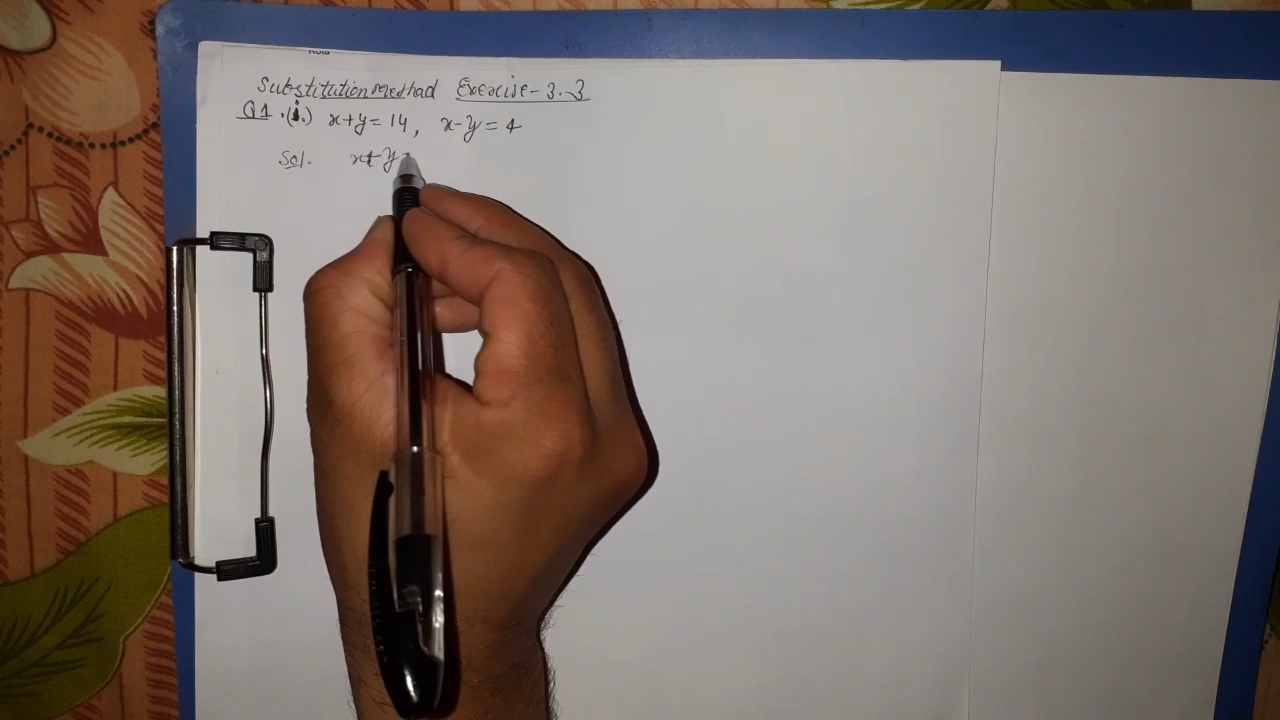 Substitution Method Exercise - 3.3
Q1.(i.) x+y=14, x-y=4
Sol. x+y=